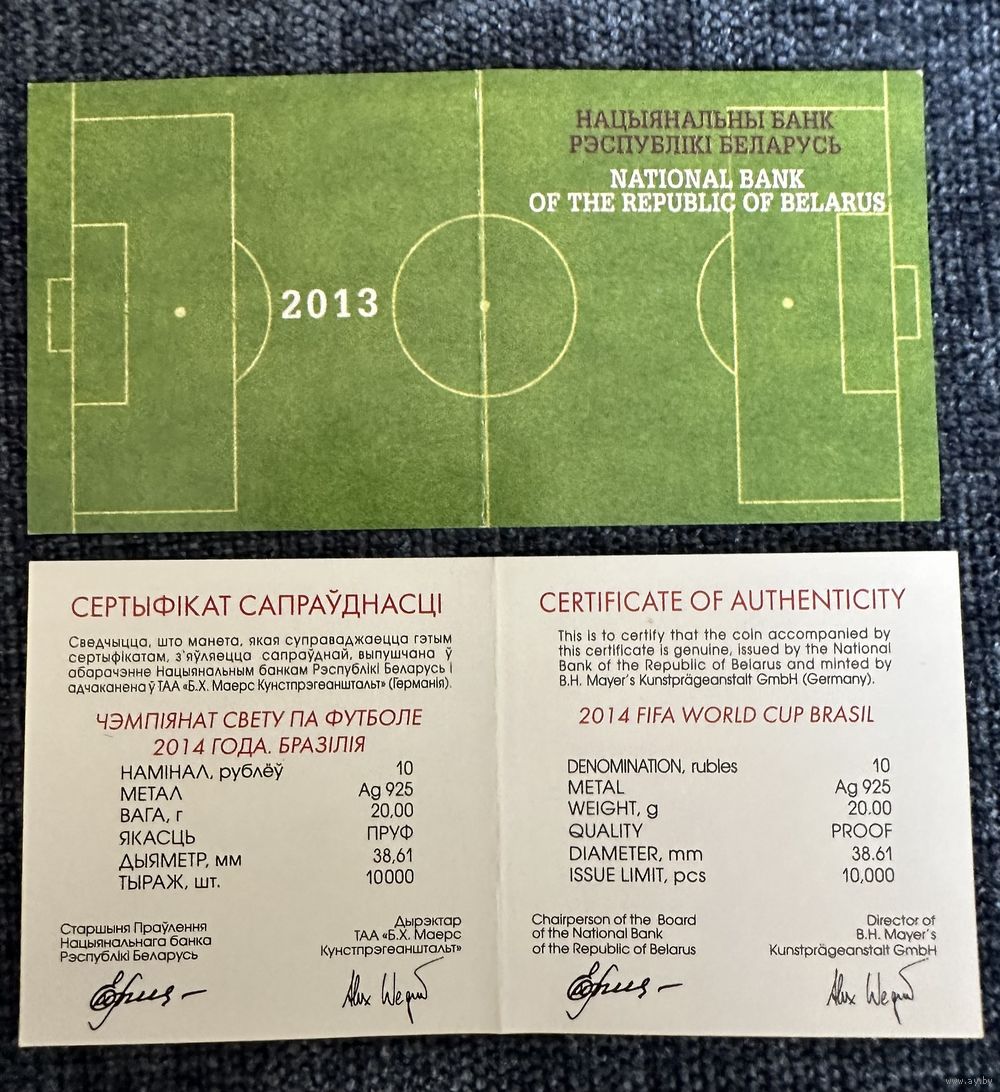 НАЦЫЯНАЛЬНЫ БАНК
РЭСПУБЛІКІ БЕЛАРУСЬ
NATIONAL BANK
OF THE REPUBLIC OF BELARUS
2013
СЕРТЫФІКАТ САПРАЎДНАСЦІ
Сведчыцца, што манета, якая суправаджаецца гэтым
сертыфікатам, з'яўляецца сапраўднай, выпушчана ў
абарачэнне Нацыянальным банкам Рэспублікі Беларусь і
адчаканена ў ТАА «Б.Х. Маерс Кунстпрэгеанштальт» (Германія).
ЧЭМПІЯНАТ СВЕТУ ПА ФУТБОЛЕ
2014 ГОДА. БРАЗІЛІЯ
НАМІНАЛ, рублёў 10
МЕТАЛ Ag 925
ВАГА, г 20,00
ЯКАСЦЬ ПРУФ
ДЫЯМЕТР, мм 38,61
ТЫРАЖ, шт. 10000
Старшыня Праўлення
Нацыянальнага банка
Рэспублікі Беларусь
Дырэктар
ТАА «Б.Х. Маерс
Кунстпрэгеанштальт»
Alex Wegner
CERTIFICATE OF AUTHENTICITY
This is to certify that the coin accompanied by
this certificate is genuine, issued by the National
Bank of the Republic of Belarus and minted by
B.H. Mayer's Kunstprägeanstalt GmbH (Germany).
2014 FIFA WORLD CUP BRASIL
DENOMINATION, rubles 10
METAL Ag 925
WEIGHT, g 20.00
QUALITY PROOF
DIAMETER, mm 38.61
ISSUE LIMIT, pcs 10,000
Chairperson of the Board
of the National Bank
of the Republic of Belarus
Director of
B.H. Mayer's
Kunstprägeanstalt GmbH
www.ay.by